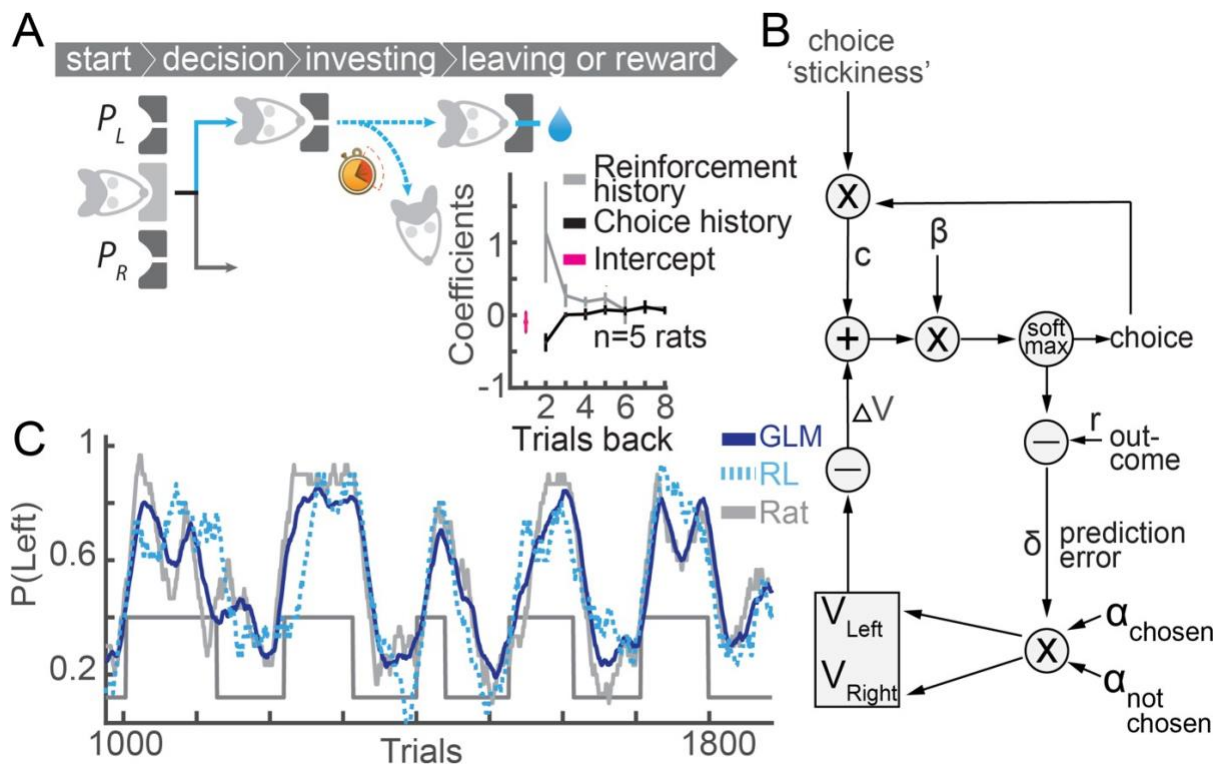 A
start
decision
investing
leaving or reward
P_L
P_R
Reinforcement
history
Choice history
Intercept
Coefficients
1
0
-1
n=5 rats
2 4 6 8
Trials back
B
choice
'stickiness'
X
c
β
+
X
soft
max
choice
ΔV
−
−
r
out-
come
δ
prediction
error
V_Left
V_Right
X
α_chosen
α_not
chosen
C
P(Left)
1
0.6
0.2
GLM
RL
Rat
1000
Trials
1800